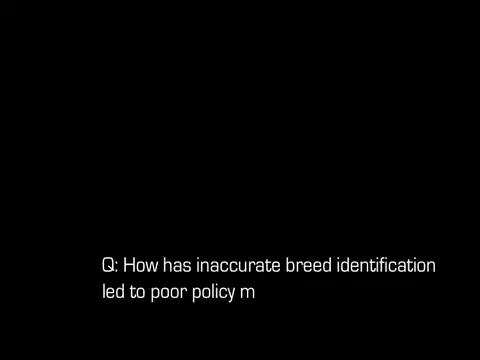 Q: How has inaccurate breed identification
led to poor policy m